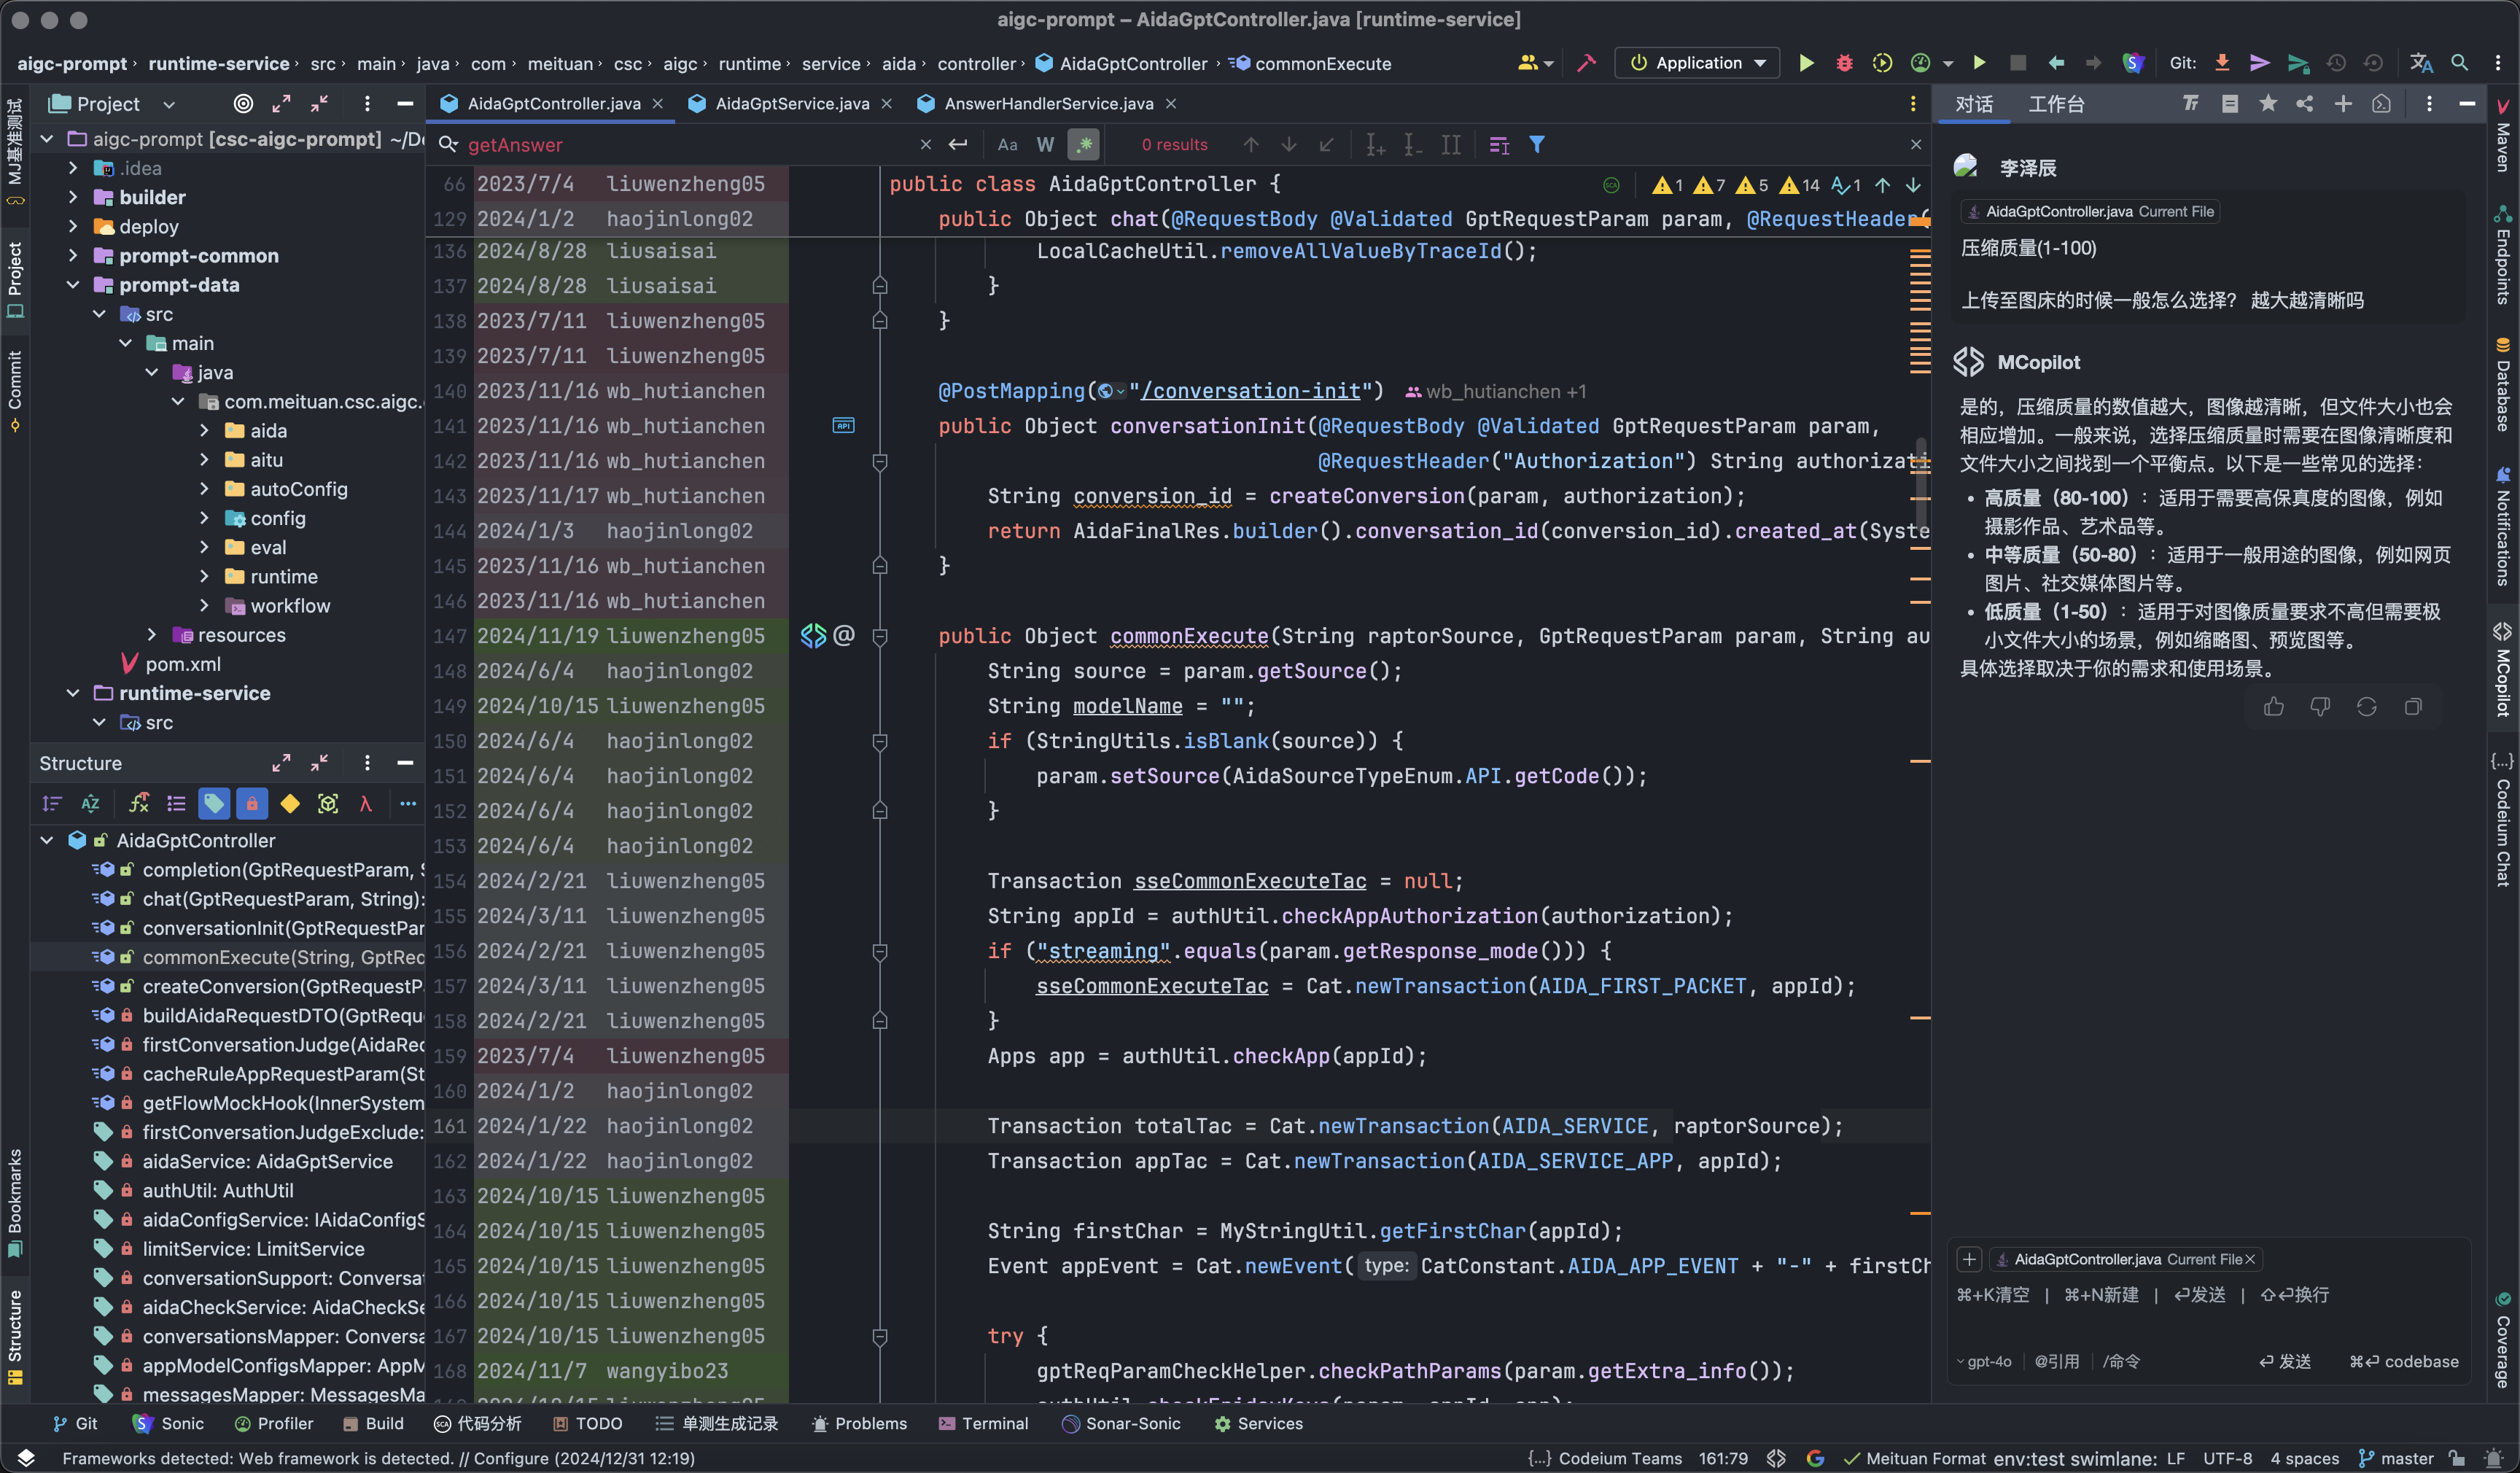 aigc-prompt – AidaGptController.java [runtime-service]
aigc-prompt › runtime-service › src › main › java › com › meituan › csc › aigc › runtime › service › aida › controller › AidaGptController › commonExecute
Application
Git:
MJ基准测试
Project
Commit
Bookmarks
Structure
Project
aigc-prompt [csc-aigc-prompt] ~/De
.idea
builder
deploy
prompt-common
prompt-data
src
main
java
com.meituan.csc.aigc.
aida
aitu
autoConfig
config
eval
runtime
workflow
resources
pom.xml
runtime-service
src
Structure
AidaGptController
completion(GptRequestParam, S
chat(GptRequestParam, String):
conversationInit(GptRequestPar
commonExecute(String, GptRec
createConversion(GptRequestP
buildAidaRequestDTO(GptReque
firstConversationJudge(AidaRec
cacheRuleAppRequestParam(St
getFlowMockHook(InnerSystem
firstConversationJudgeExclude:
aidaService: AidaGptService
authUtil: AuthUtil
aidaConfigService: IAidaConfigS
limitService: LimitService
conversationSupport: Conversat
aidaCheckService: AidaCheckSe
conversationsMapper: Conversa
appModelConfigsMapper: AppM
messagesMapper: MessagesMa
AidaGptController.java AidaGptService.java AnswerHandlerService.java
getAnswer
Aa W .* 0 results
1 7 5 14 1
66 2023/7/4 liuwenzheng05 public class AidaGptController {
129 2024/1/2 haojinlong02 public Object chat(@RequestBody @Validated GptRequestParam param, @RequestHeader(
136 2024/8/28 liusaisai LocalCacheUtil.removeAllValueByTraceId();
137 2024/8/28 liusaisai }
138 2023/7/11 liuwenzheng05 }
139 2023/7/11 liuwenzheng05
140 2023/11/16 wb_hutianchen @PostMapping("/conversation-init") wb_hutianchen +1
141 2023/11/16 wb_hutianchen API public Object conversationInit(@RequestBody @Validated GptRequestParam param,
142 2023/11/16 wb_hutianchen @RequestHeader("Authorization") String authorizati
143 2023/11/17 wb_hutianchen String conversion_id = createConversion(param, authorization);
144 2024/1/3 haojinlong02 return AidaFinalRes.builder().conversation_id(conversion_id).created_at(Syste
145 2023/11/16 wb_hutianchen }
146 2023/11/16 wb_hutianchen
147 2024/11/19 liuwenzheng05 @ public Object commonExecute(String raptorSource, GptRequestParam param, String au
148 2024/6/4 haojinlong02 String source = param.getSource();
149 2024/10/15 liuwenzheng05 String modelName = "";
150 2024/6/4 haojinlong02 if (StringUtils.isBlank(source)) {
151 2024/6/4 haojinlong02 param.setSource(AidaSourceTypeEnum.API.getCode());
152 2024/6/4 haojinlong02 }
153 2024/6/4 haojinlong02
154 2024/2/21 liuwenzheng05 Transaction sseCommonExecuteTac = null;
155 2024/3/11 liuwenzheng05 String appId = authUtil.checkAppAuthorization(authorization);
156 2024/2/21 liuwenzheng05 if ("streaming".equals(param.getResponse_mode())) {
157 2024/3/11 liuwenzheng05 sseCommonExecuteTac = Cat.newTransaction(AIDA_FIRST_PACKET, appId);
158 2024/2/21 liuwenzheng05 }
159 2023/7/4 liuwenzheng05 Apps app = authUtil.checkApp(appId);
160 2024/1/2 haojinlong02
161 2024/1/22 haojinlong02 Transaction totalTac = Cat.newTransaction(AIDA_SERVICE, raptorSource);
162 2024/1/22 haojinlong02 Transaction appTac = Cat.newTransaction(AIDA_SERVICE_APP, appId);
163 2024/10/15 liuwenzheng05
164 2024/10/15 liuwenzheng05 String firstChar = MyStringUtil.getFirstChar(appId);
165 2024/10/15 liuwenzheng05 Event appEvent = Cat.newEvent( type: CatConstant.AIDA_APP_EVENT + "-" + firstCh
166 2024/10/15 liuwenzheng05
167 2024/10/15 liuwenzheng05 try {
168 2024/11/7 wangyibo23 gptReqParamCheckHelper.checkPathParams(param.getExtra_info());
对话 工作台
李泽辰
AidaGptController.java Current File
压缩质量(1-100)
上传至图床的时候一般怎么选择？ 越大越清晰吗
MCopilot
是的，压缩质量的数值越大，图像越清晰，但文件大小也会
相应增加。一般来说，选择压缩质量时需要在图像清晰度和
文件大小之间找到一个平衡点。以下是一些常见的选择：
• 高质量（80-100）：适用于需要高保真度的图像，例如
摄影作品、艺术品等。
• 中等质量（50-80）：适用于一般用途的图像，例如网页
图片、社交媒体图片等。
• 低质量（1-50）：适用于对图像质量要求不高但需要极
小文件大小的场景，例如缩略图、预览图等。
具体选择取决于你的需求和使用场景。
AidaGptController.java Current File
⌘+K清空 | ⌘+N新建 | ↩发送 | ⇧↩换行
gpt-4o @引用 /命令 ↩ 发送 ⌘↩ codebase
Maven
Endpoints
Database
Notifications
MCopilot
{...} Codeium Chat
Coverage
Git Sonic Profiler Build 代码分析 TODO 单测生成记录 Problems Terminal Sonar-Sonic Services
Frameworks detected: Web framework is detected. // Configure (2024/12/31 12:19)
{...} Codeium Teams 161:79 Meituan Format env:test swimlane: LF UTF-8 4 spaces master